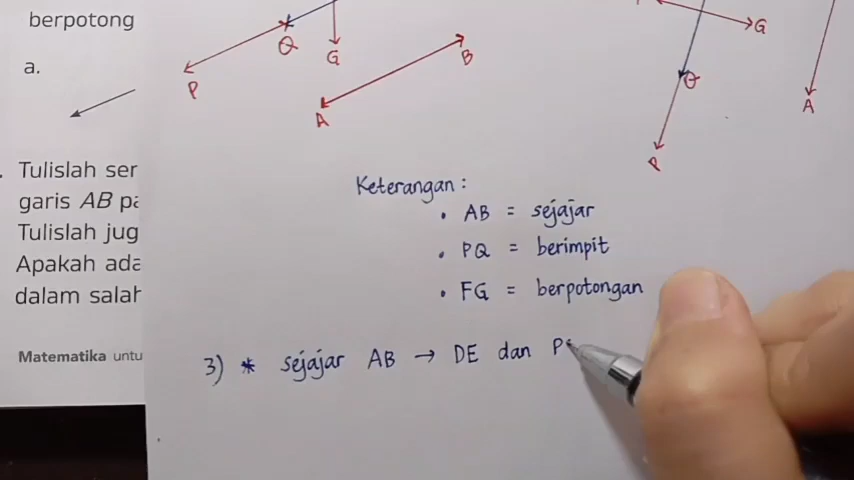 berpotong
a.
Q
G
P
B
A
G
Q
A
P
Tulislah ser
garis AB pa
Tulislah jug
Apakah ada
dalam salah
Matematika untu
Keterangan :
• AB = sejajar
• PQ = berimpit
• FG = berpotongan
3) * sejajar AB → DE dan P